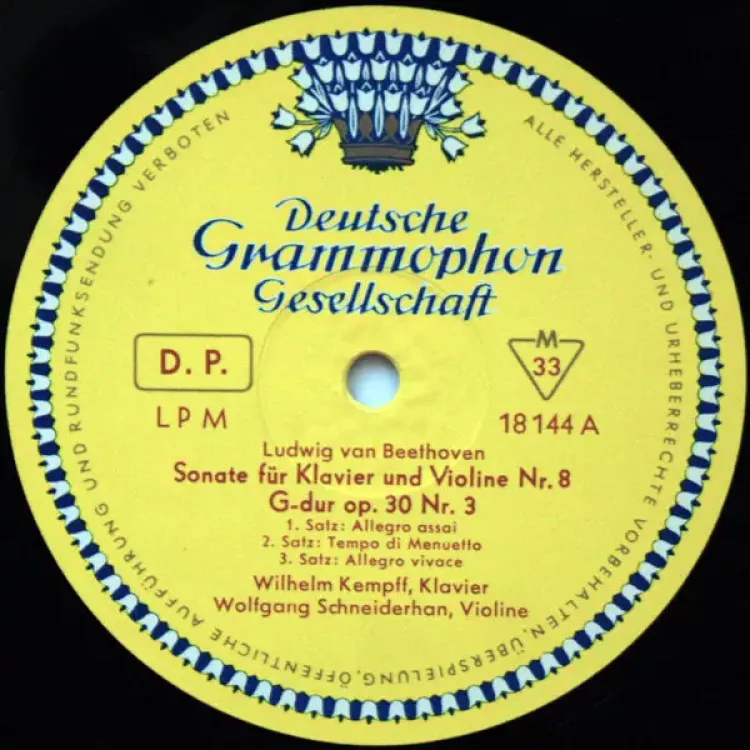 Deutsche
Grammophon
Gesellschaft
D. P.
LPM
M
33
18 144 A
Ludwig van Beethoven
Sonate für Klavier und Violine Nr. 8
G-dur op. 30 Nr. 3
1. Satz: Allegro assai
2. Satz: Tempo di Menuetto
3. Satz: Allegro vivace
Wilhelm Kempff, Klavier
Wolfgang Schneiderhan, Violine
ALLE HERSTELLER- UND URHEBERRECHTE VORBEHALTEN, ÜBERSPIELUNG, ÖFFENTLICHE AUFFÜHRUNG UND RUNDFUNKSENDUNG VERBOTEN